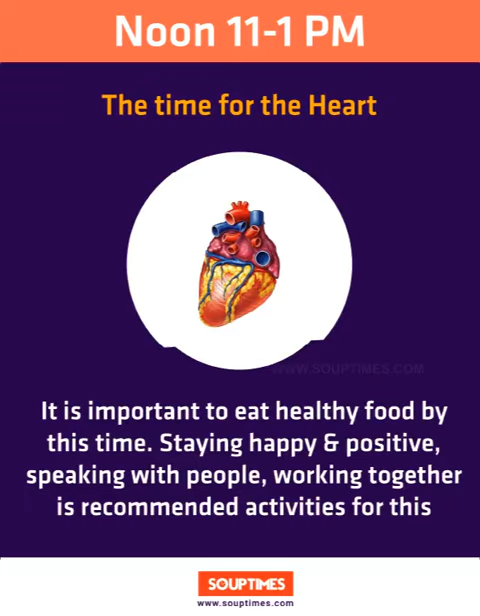 Noon 11-1 PM
The time for the Heart
WWW.SOUPTIMES.COM
It is important to eat healthy food by
this time. Staying happy & positive,
speaking with people, working together
is recommended activities for this
SOUPTIMES
www.souptimes.com